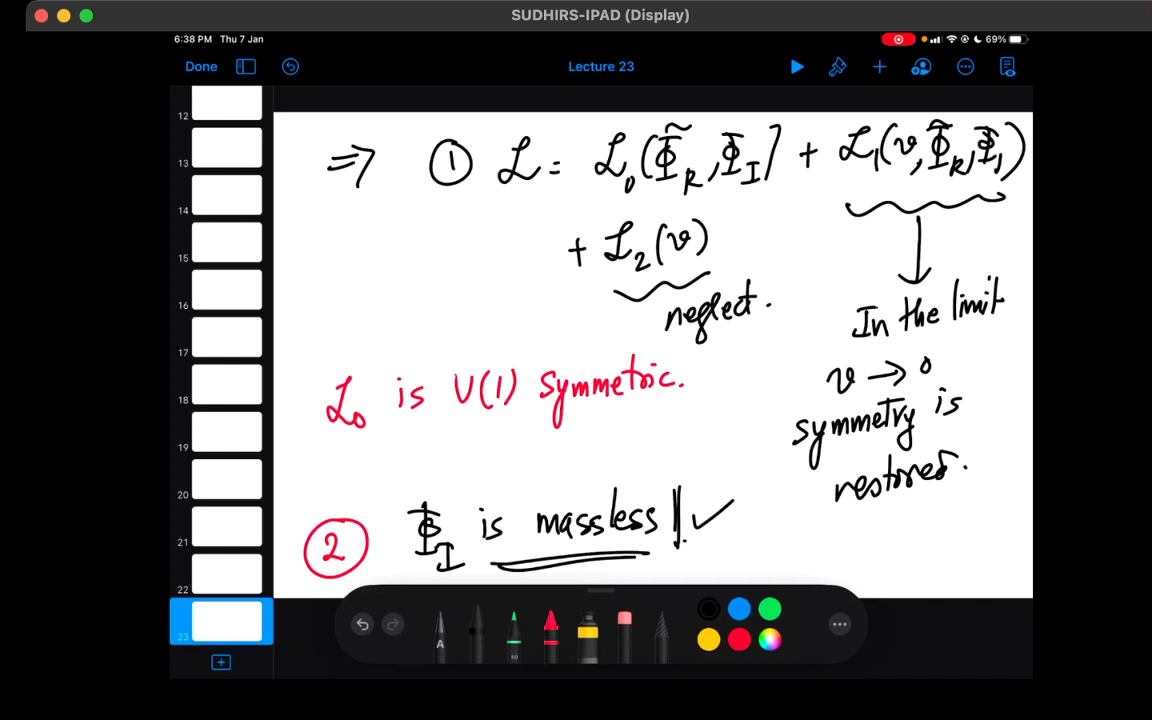 SUDHIRS-IPAD (Display)
6:38 PM Thu 7 Jan
69%
Done
Lecture 23
12
13
14
15
16
17
18
19
20
21
22
23
⇒ ① ℒ = ℒ₀(Φ̃_R, Φ_I] + ℒ₁(v, Φ̃_R, Φ_I)
+ ℒ₂(v)
neglect.
In the limit
v → 0
symmetry is
restored.
ℒ₀ is U(1) symmetric.
② Φ_I is massless!! ✓
A
80